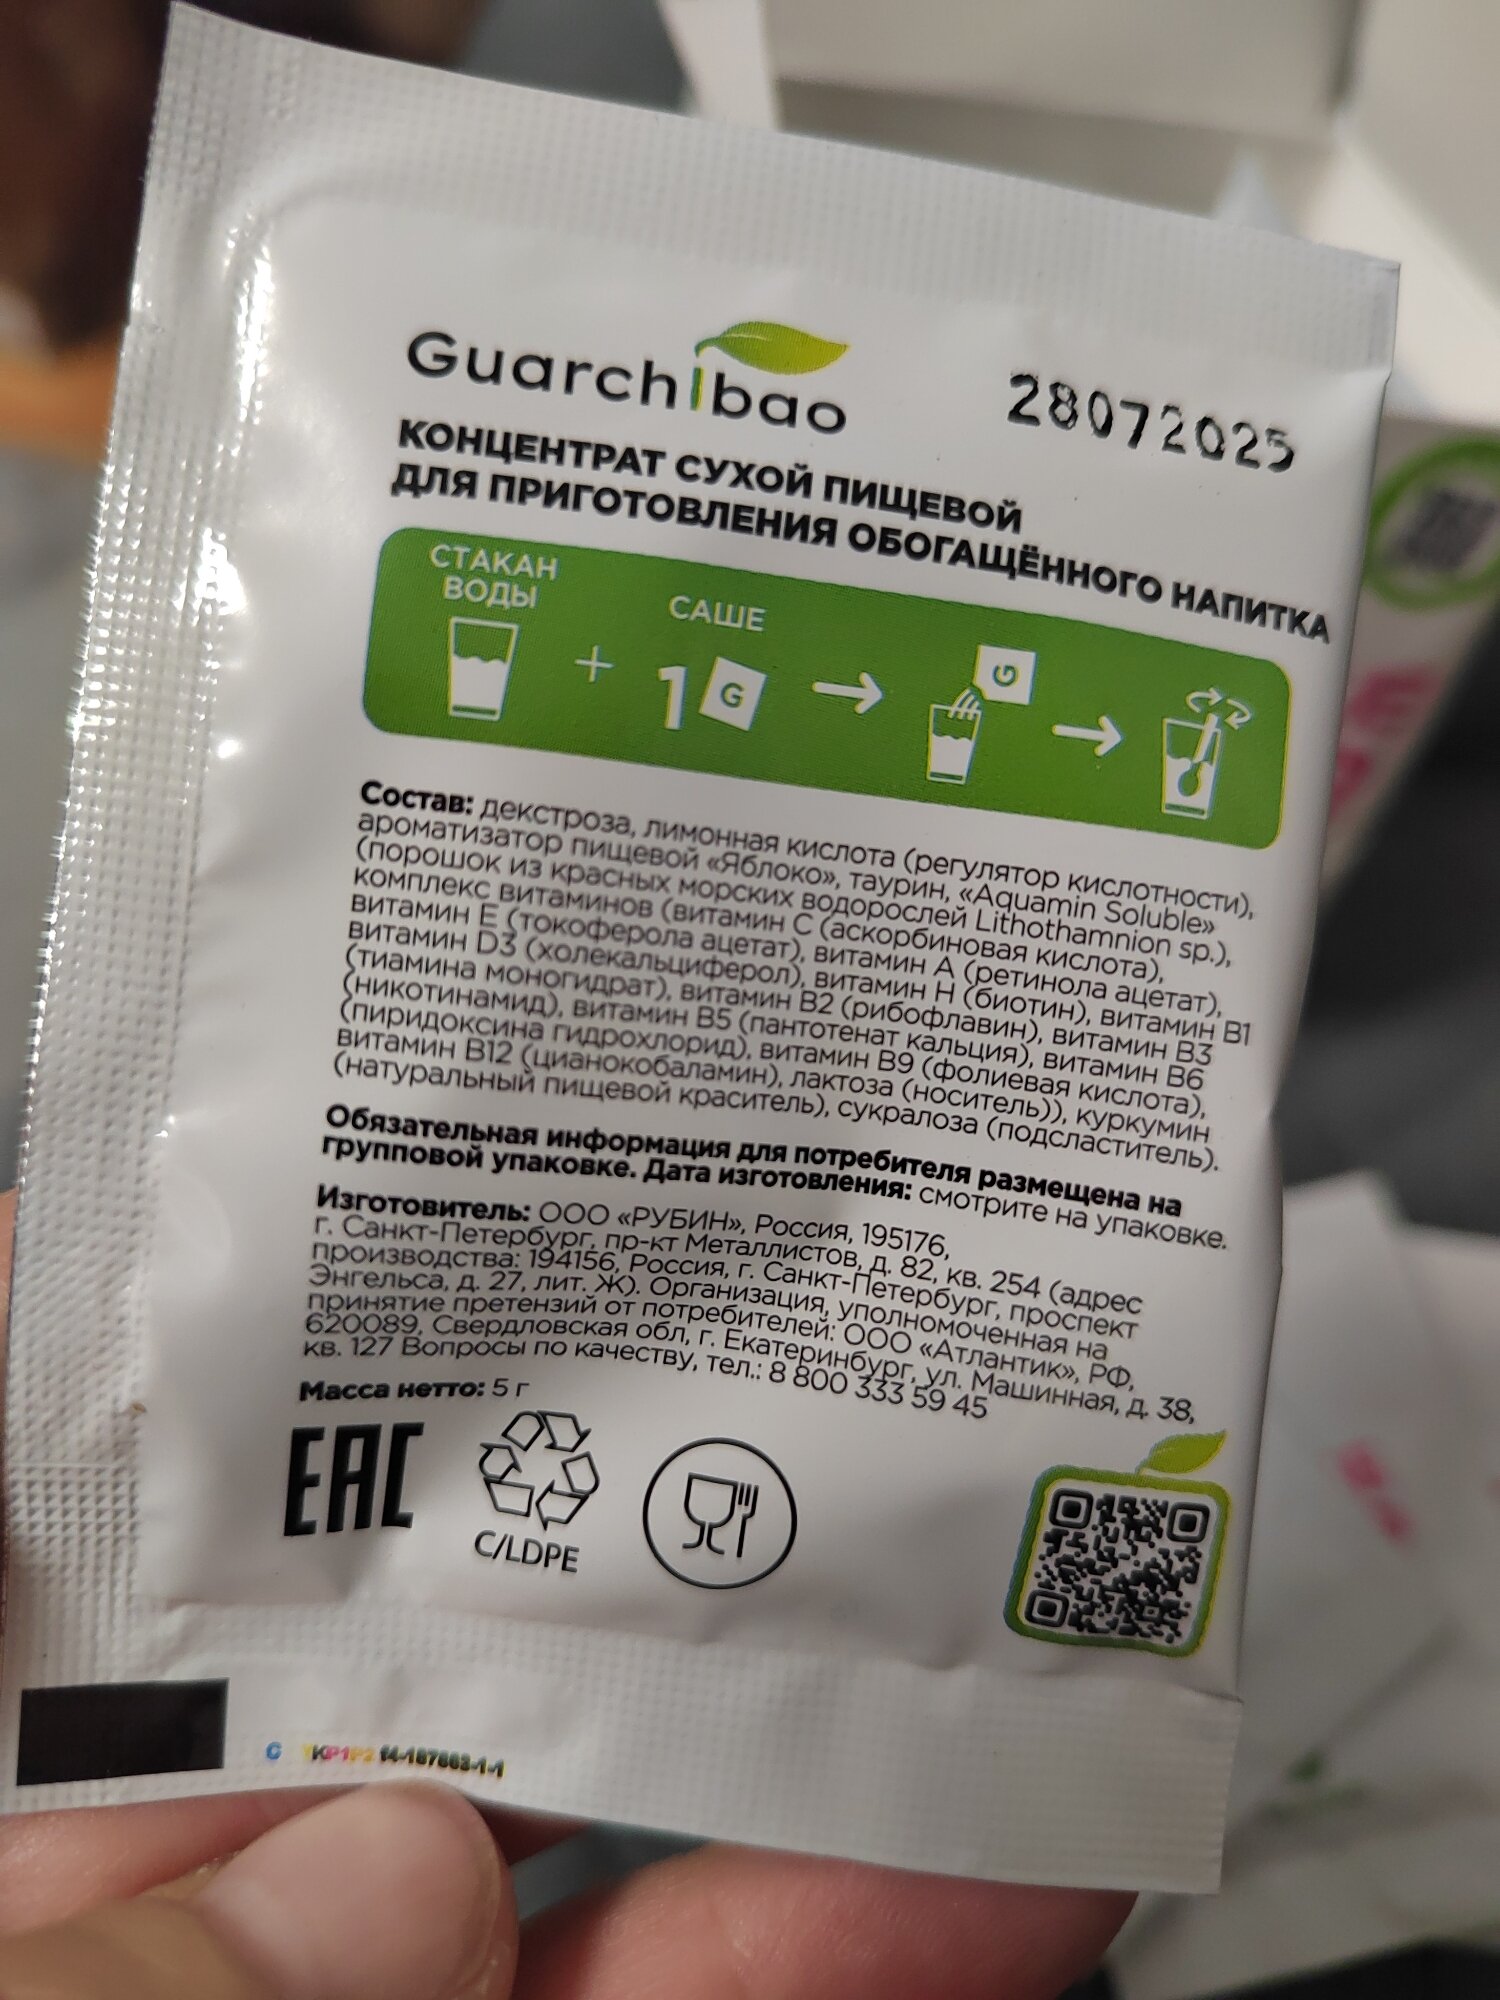 Guarchibao
28072025
КОНЦЕНТРАТ СУХОЙ ПИЩЕВОЙ
ДЛЯ ПРИГОТОВЛЕНИЯ ОБОГАЩЁННОГО НАПИТКА
СТАКАН
ВОДЫ
+
САШЕ
1 G
G
Состав: декстроза, лимонная кислота (регулятор кислотности),
ароматизатор пищевой «Яблоко», таурин, «Aquamin Soluble»
(порошок из красных морских водорослей Lithothamnion sp.),
комплекс витаминов (витамин С (аскорбиновая кислота),
витамин Е (токоферола ацетат), витамин А (ретинола ацетат),
витамин D3 (холекальциферол), витамин Н (биотин), витамин В1
(тиамина моногидрат), витамин В2 (рибофлавин), витамин В3
(никотинамид), витамин В5 (пантотенат кальция), витамин В6
(пиридоксина гидрохлорид), витамин В9 (фолиевая кислота),
витамин В12 (цианокобаламин), лактоза (носитель)), куркумин
(натуральный пищевой краситель), сукралоза (подсластитель).
Обязательная информация для потребителя размещена на
групповой упаковке. Дата изготовления: смотрите на упаковке.
Изготовитель: ООО «РУБИН», Россия, 195176,
г. Санкт-Петербург, пр-кт Металлистов, д. 82, кв. 254 (адрес
производства: 194156, Россия, г. Санкт-Петербург, проспект
Энгельса, д. 27, лит. Ж). Организация, уполномоченная на
принятие претензий от потребителей: ООО «Атлантик», РФ,
620089, Свердловская обл, г. Екатеринбург, ул. Машинная, д. 38,
кв. 127 Вопросы по качеству, тел.: 8 800 333 59 45
Масса нетто: 5 г
EAC
C/LDPE